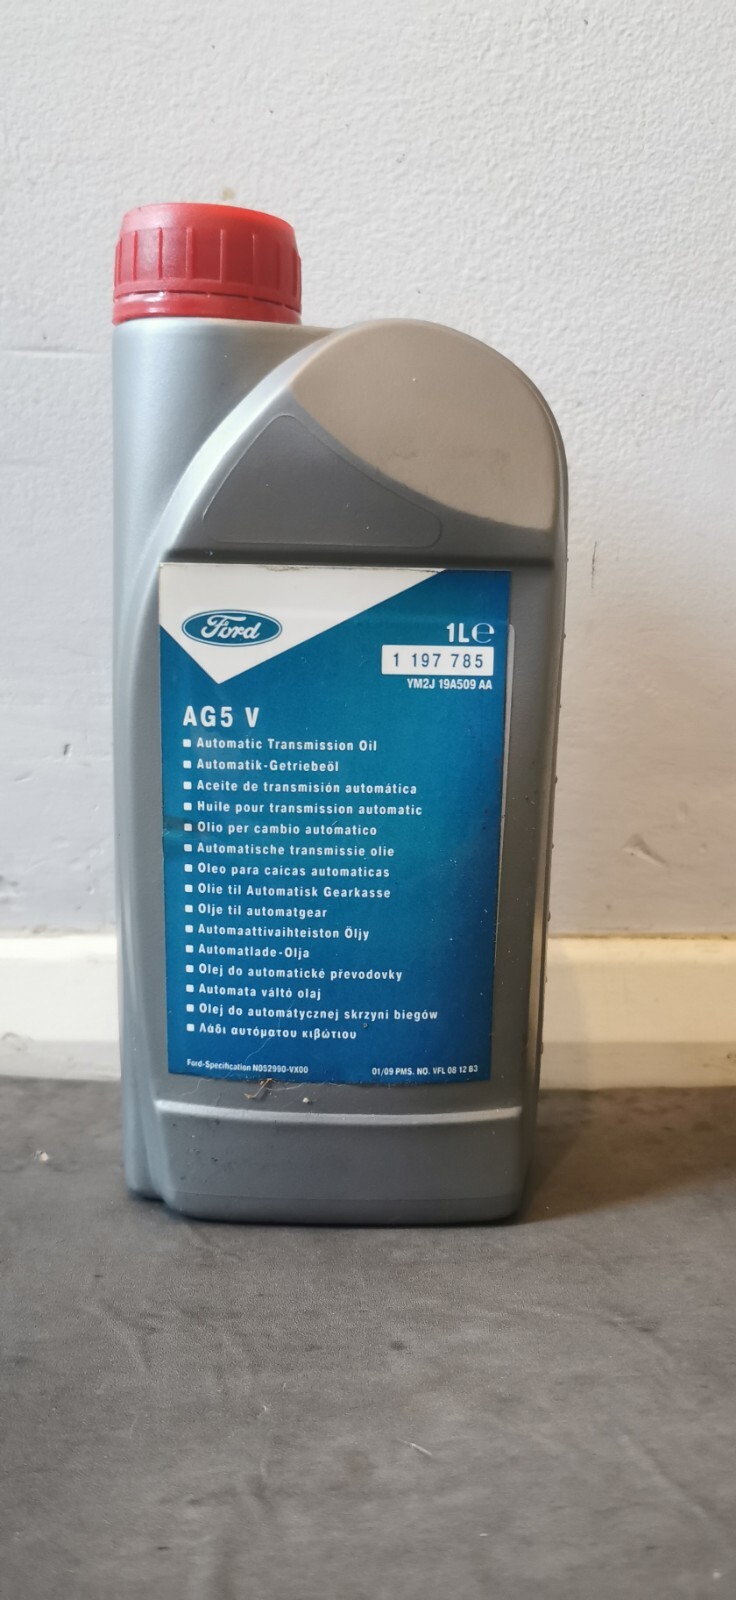 Ford
1L℮
1 197 785
YM2J 19A509 AA
AG5 V
Automatic Transmission Oil
Automatik-Getriebeöl
Aceite de transmisión automática
Huile pour transmission automatic
Olio per cambio automatico
Automatische transmissie olie
Oleo para caicas automaticas
Olie til Automatisk Gearkasse
Olje til automatgear
Automaattivaihteiston Öljy
Automatlade-Olja
Olej do automatické převodovky
Automata váltó olaj
Olej do automatycznej skrzyni biegów
Λάδι αυτόματου κιβώτιου
Ford-Specification N052990-VX00 01/09 PMS. NO. VFL 08 12 B3